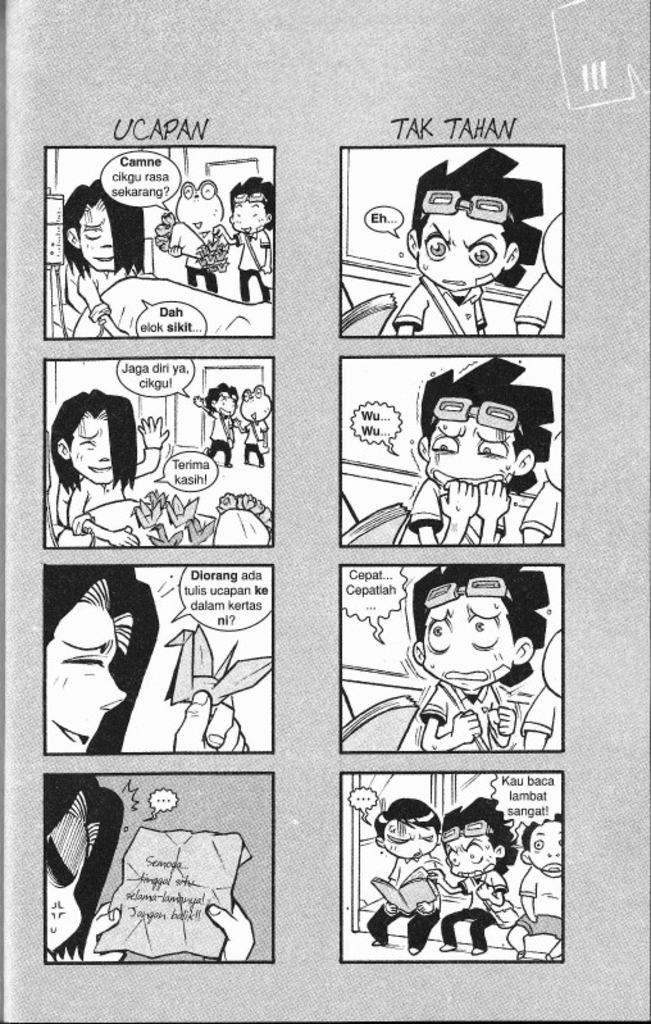 111
UCAPAN
Camne
cikgu rasa
sekarang?
Dah
elok sikit...
Jaga diri ya,
cikgu!
Terima
kasih!
Diorang ada
tulis ucapan ke
dalam kertas
ni?
...
Semoga...
tinggal situ
selama-lamanya!
Jangan balik!!
TAK TAHAN
Eh...
Wu...
Wu...
Cepat...
Cepatlah
...
...
Kau baca
lambat
sangat!